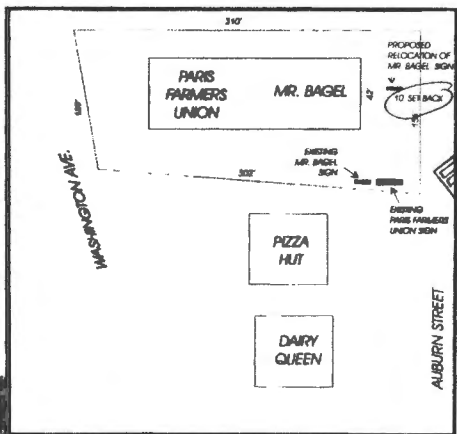 310'
PROPOSED
RELOCATION OF
MR. BAGEL SIGN
PARIS
FARMERS
UNION
MR. BAGEL
42'
10' SET BACK
EXISTING
MR. BAGEL
SIGN
EXISTING
PARIS FARMERS
UNION SIGN
WASHINGTON AVE.
PIZZA
HUT
DAIRY
QUEEN
AUBURN STREET